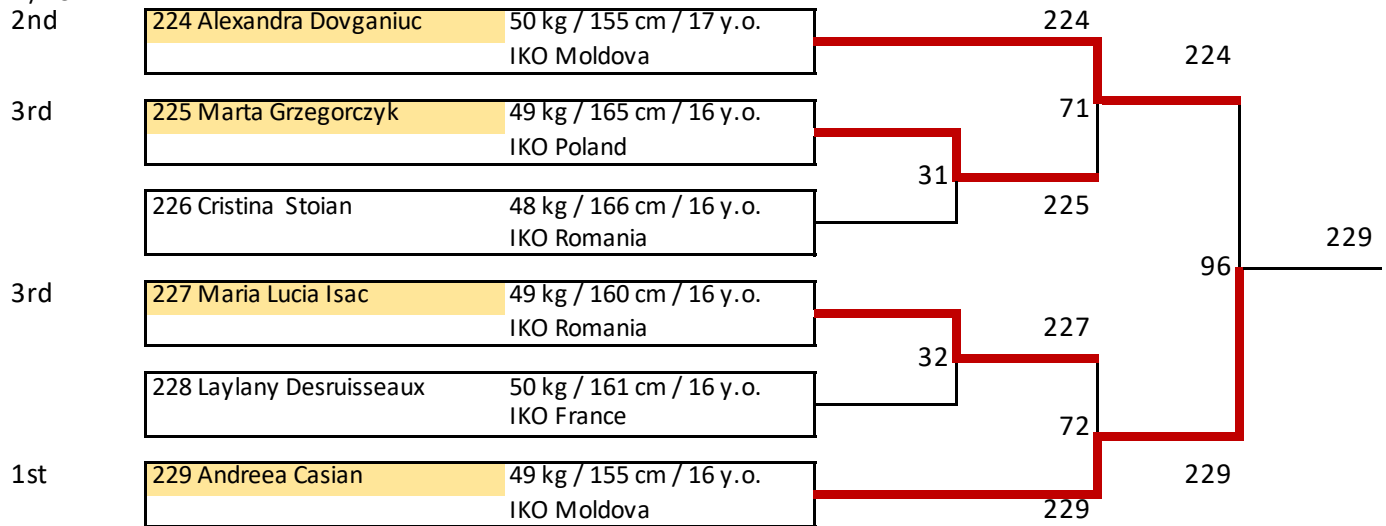 2nd 224 Alexandra Dovganiuc 50 kg / 155 cm / 17 y.o. 224
IKO Moldova 224
3rd 225 Marta Grzegorczyk 49 kg / 165 cm / 16 y.o. 71
IKO Poland
31
226 Cristina Stoian 48 kg / 166 cm / 16 y.o. 225
IKO Romania 229
96
3rd 227 Maria Lucia Isac 49 kg / 160 cm / 16 y.o.
IKO Romania 227
32
228 Laylany Desruisseaux 50 kg / 161 cm / 16 y.o.
IKO France 72
1st 229 Andreea Casian 49 kg / 155 cm / 16 y.o. 229
IKO Moldova 229